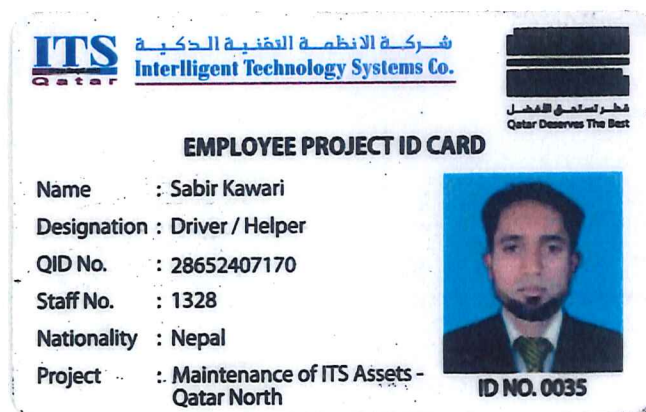 ITS
Qatar
شركة الانظمة التقنية الذكية
Interlligent Technology Systems Co.
قطر تستحق الأفضل
Qatar Deserves The Best
EMPLOYEE PROJECT ID CARD
Name : Sabir Kawari
Designation : Driver / Helper
QID No. : 28652407170
Staff No. : 1328
Nationality : Nepal
Project : Maintenance of ITS Assets -
Qatar North
ID NO. 0035